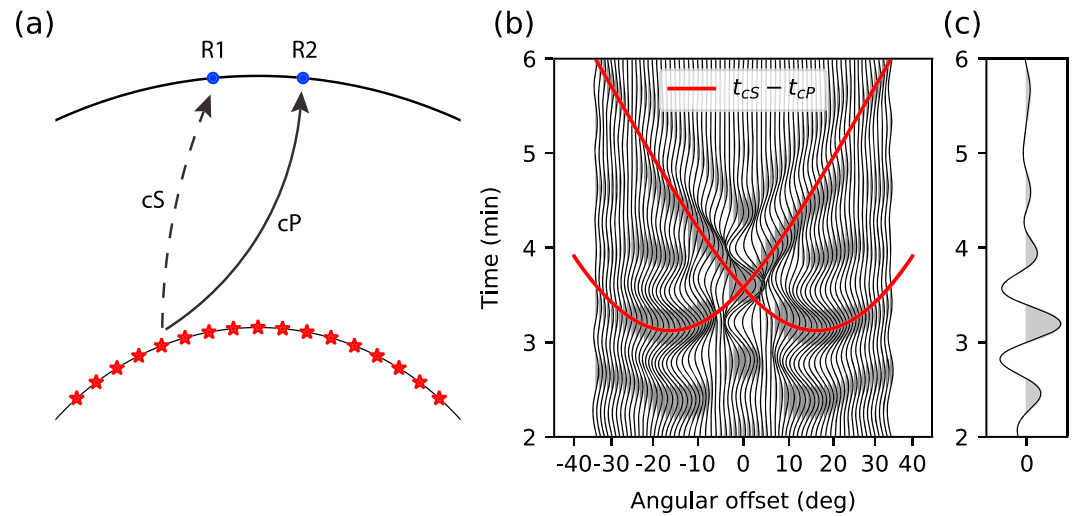 (a)
R1
R2
cS
cP
(b)
t_cS − t_cP
Time (min)
6
5
4
3
2
-40 -30 -20 -10 0 10 20 30 40
Angular offset (deg)
(c)
6
5
4
3
2
0